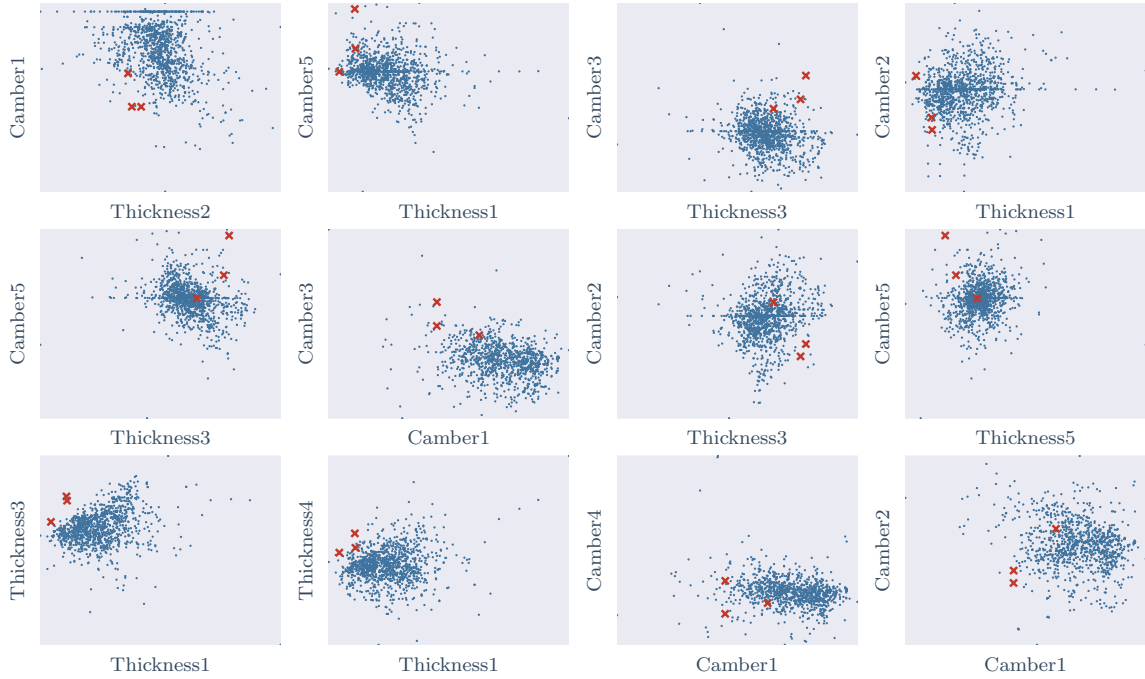 Camber1
Thickness2
Camber5
Thickness1
Camber3
Thickness3
Camber2
Thickness1
Camber5
Thickness3
Camber3
Camber1
Camber2
Thickness3
Camber5
Thickness5
Thickness3
Thickness1
Thickness4
Thickness1
Camber4
Camber1
Camber2
Camber1